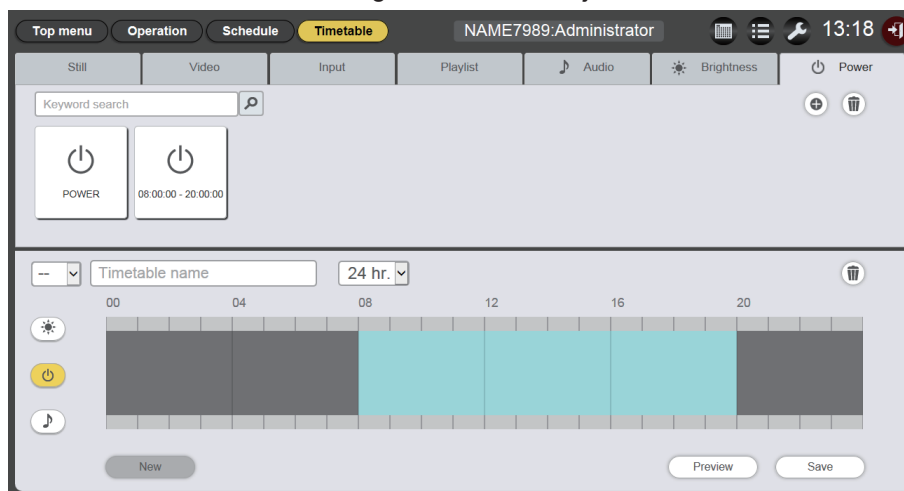 Top menu Operation Schedule Timetable NAME7989:Administrator 13:18
Still Video Input Playlist Audio Brightness Power
Keyword search
POWER 08:00:00 - 20:00:00
-- Timetable name 24 hr.
00 04 08 12 16 20
New Preview Save